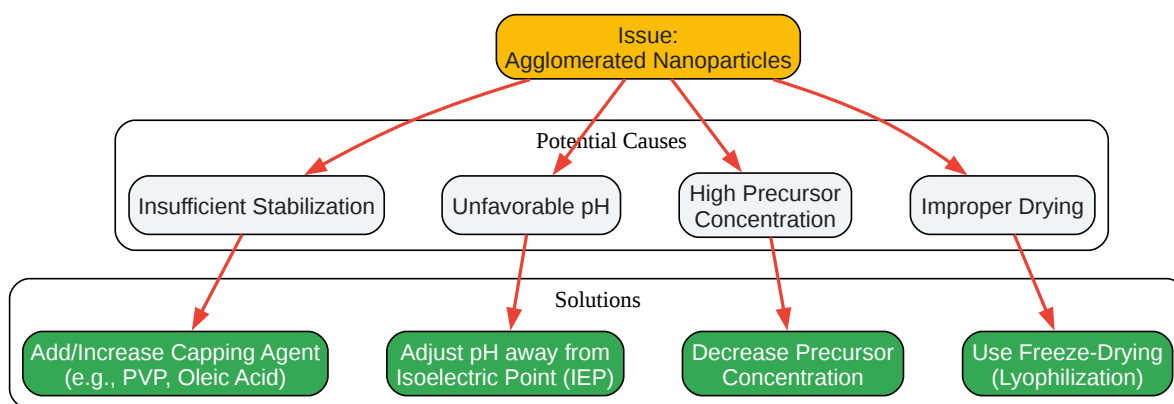 Issue:
Agglomerated Nanoparticles
Potential Causes
Insufficient Stabilization
Unfavorable pH
High Precursor
Concentration
Improper Drying
Solutions
Add/Increase Capping Agent
(e.g., PVP, Oleic Acid)
Adjust pH away from
Isoelectric Point (IEP)
Decrease Precursor
Concentration
Use Freeze-Drying
(Lyophilization)